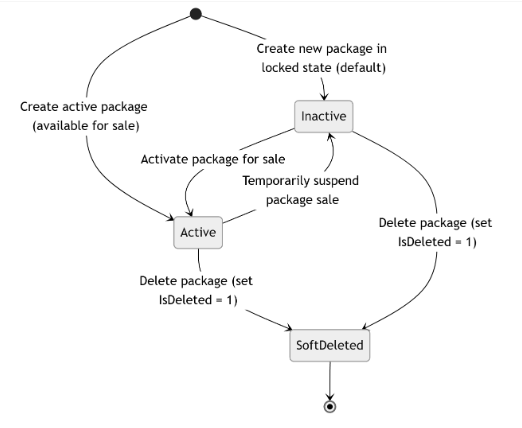 Create new package in
locked state (default)
Create active package
(available for sale)
Inactive
Activate package for sale
Temporarily suspend
package sale
Delete package (set
IsDeleted = 1)
Active
Delete package (set
IsDeleted = 1)
SoftDeleted